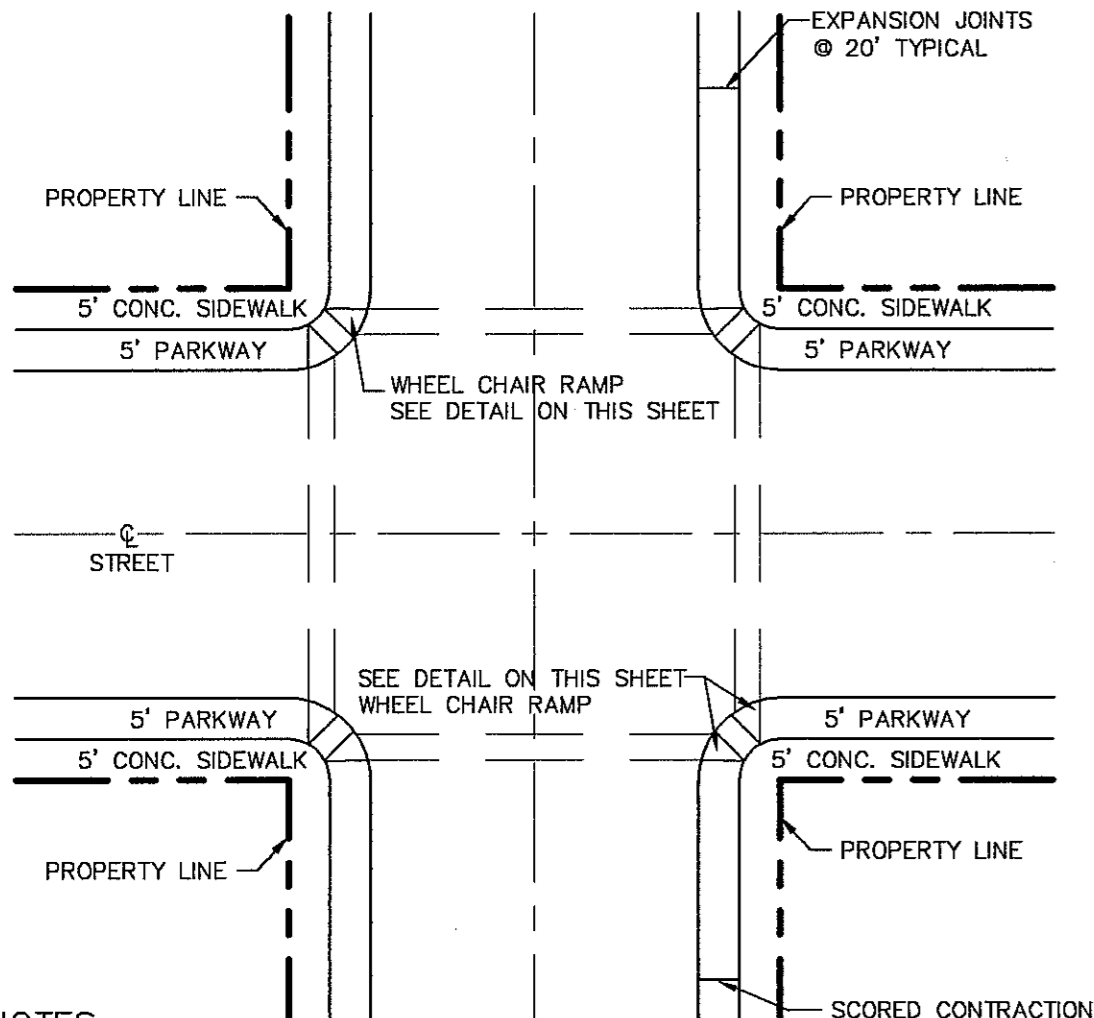 EXPANSION JOINTS
@ 20' TYPICAL
PROPERTY LINE
PROPERTY LINE
5' CONC. SIDEWALK
5' CONC. SIDEWALK
5' PARKWAY
5' PARKWAY
WHEEL CHAIR RAMP
SEE DETAIL ON THIS SHEET
℄
STREET
SEE DETAIL ON THIS SHEET
WHEEL CHAIR RAMP
5' PARKWAY
5' PARKWAY
5' CONC. SIDEWALK
5' CONC. SIDEWALK
PROPERTY LINE
PROPERTY LINE
SCORED CONTRACTION